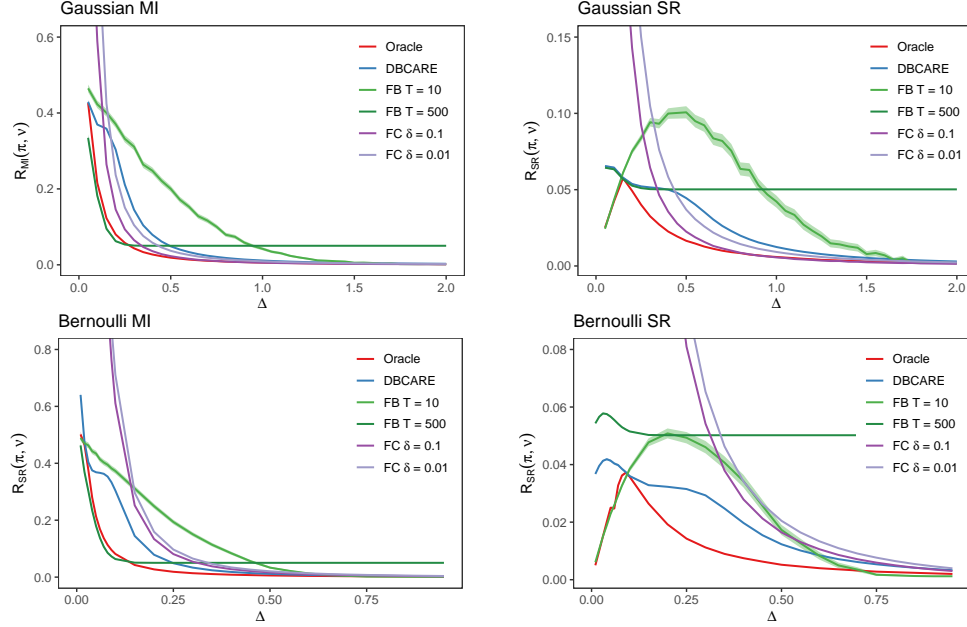 Gaussian MI
R_MI(π, ν)
0.6
0.4
0.2
0.0
Oracle
DBCARE
FB T = 10
FB T = 500
FC δ = 0.1
FC δ = 0.01
0.0 0.5 1.0 1.5 2.0
Δ
Gaussian SR
R_SR(π, ν)
0.15
0.10
0.05
0.00
Oracle
DBCARE
FB T = 10
FB T = 500
FC δ = 0.1
FC δ = 0.01
0.0 0.5 1.0 1.5 2.0
Δ
Bernoulli MI
R_SR(π, ν)
0.8
0.6
0.4
0.2
0.0
Oracle
DBCARE
FB T = 10
FB T = 500
FC δ = 0.1
FC δ = 0.01
0.00 0.25 0.50 0.75
Δ
Bernoulli SR
R_SR(π, ν)
0.08
0.06
0.04
0.02
0.00
Oracle
DBCARE
FB T = 10
FB T = 500
FC δ = 0.1
FC δ = 0.01
0.00 0.25 0.50 0.75
Δ